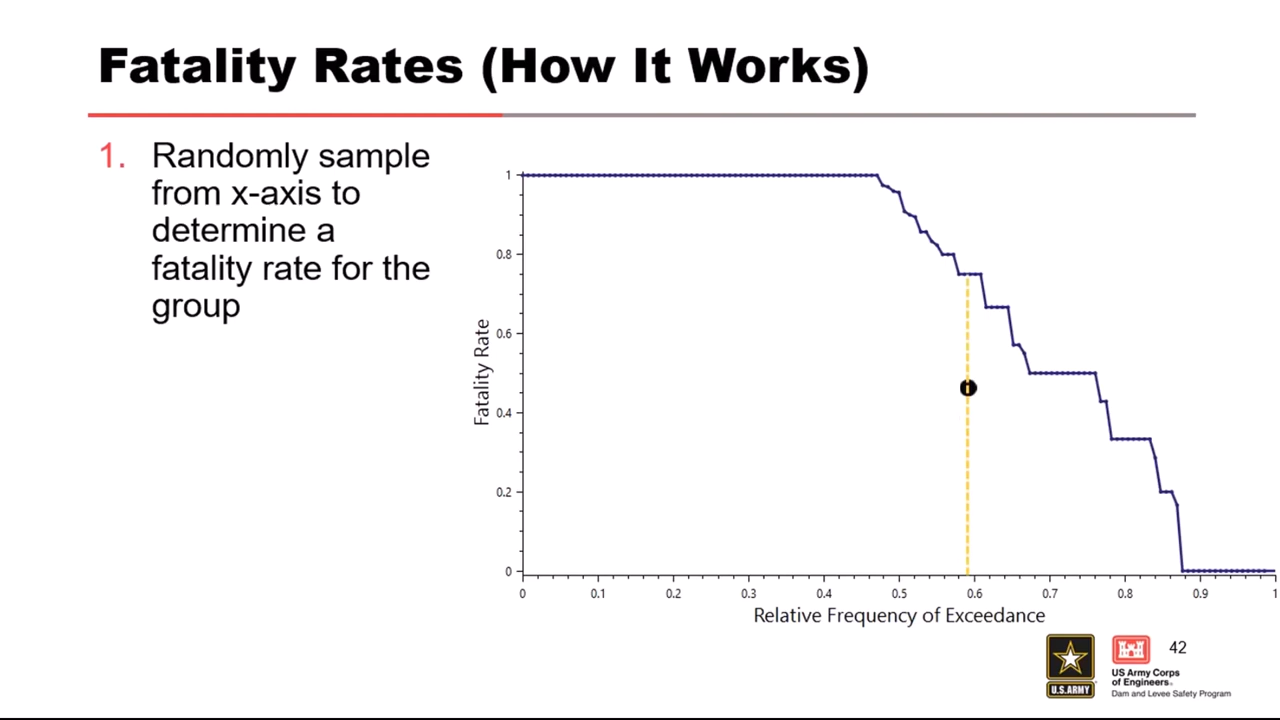 Fatality Rates (How It Works)
1. Randomly sample
from x-axis to
determine a
fatality rate for the
group
1
0.8
0.6
0.4
0.2
0
Fatality Rate
1
0
0.1
0.2
0.3
0.4
0.5
0.6
0.7
0.8
0.9
1
Relative Frequency of Exceedance
U.S.ARMY
US Army Corps
of Engineers®
Dam and Levee Safety Program
42